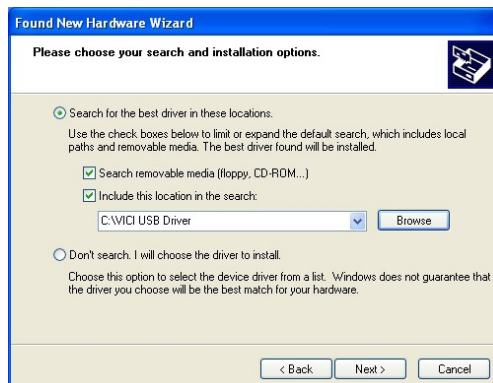 Found New Hardware Wizard
Please choose your search and installation options.
Search for the best driver in these locations.
Use the check boxes below to limit or expand the default search, which includes local
paths and removable media. The best driver found will be installed.
Search removable media (floppy, CD-ROM...)
Include this location in the search:
C:\VICI USB Driver
Browse
Don't search. I will choose the driver to install.
Choose this option to select the device driver from a list. Windows does not guarantee that
the driver you choose will be the best match for your hardware.
< Back
Next >
Cancel